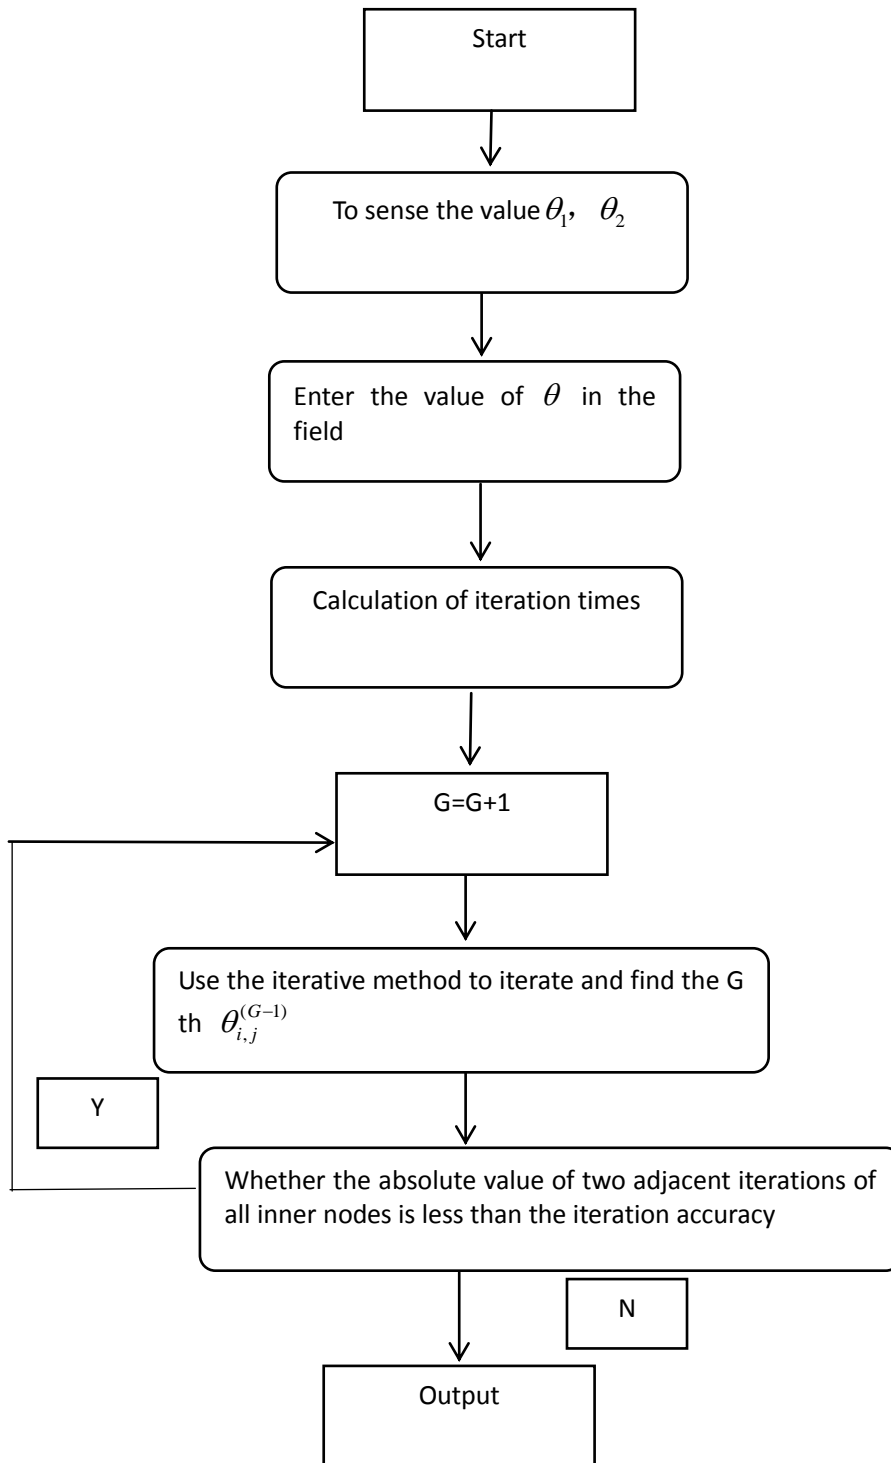 Start
To sense the value θ₁, θ₂
Enter the value of θ in the
field
Calculation of iteration times
G=G+1
Use the iterative method to iterate and find the G
th θ_{i,j}^{(G-1)}
Y
Whether the absolute value of two adjacent iterations of
all inner nodes is less than the iteration accuracy
N
Output